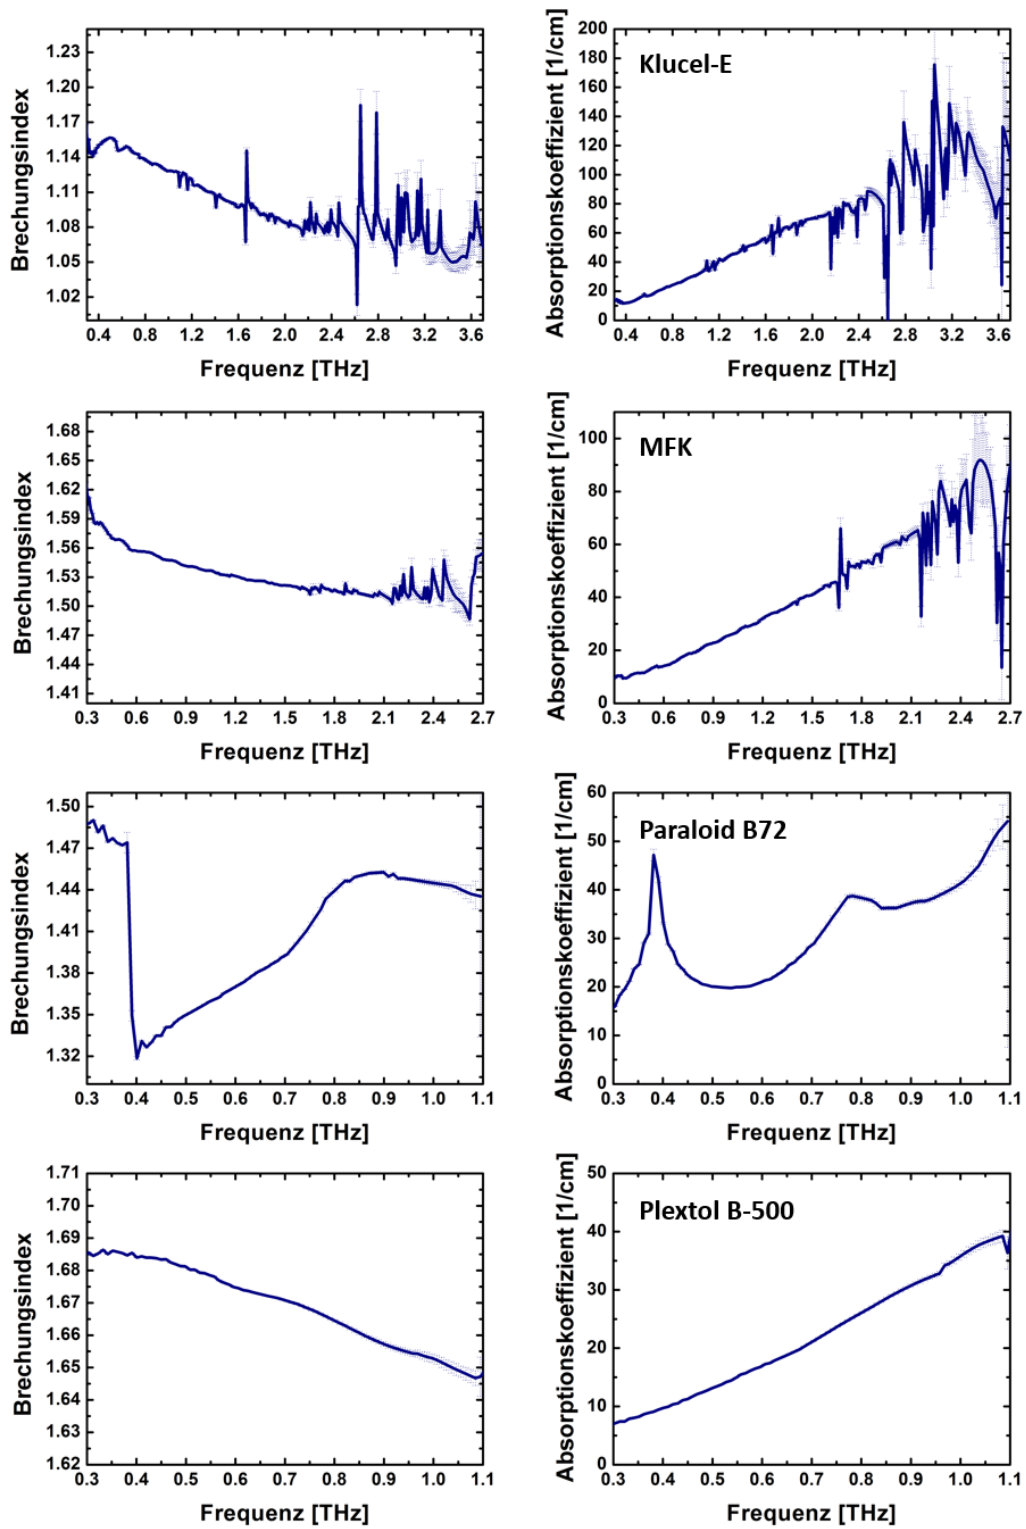 Brechungsindex
1.23
1.20
1.17
1.14
1.11
1.08
1.05
1.02
0.4 0.8 1.2 1.6 2.0 2.4 2.8 3.2 3.6
Frequenz [THz]
Absorptionskoeffizient [1/cm]
Klucel-E
200
180
160
140
120
100
80
60
40
20
0
0.4 0.8 1.2 1.6 2.0 2.4 2.8 3.2 3.6
Frequenz [THz]
Brechungsindex
1.68
1.65
1.62
1.59
1.56
1.53
1.50
1.47
1.44
1.41
0.3 0.6 0.9 1.2 1.5 1.8 2.1 2.4 2.7
Frequenz [THz]
Absorptionskoeffizient [1/cm]
MFK
100
80
60
40
20
0
0.3 0.6 0.9 1.2 1.5 1.8 2.1 2.4 2.7
Frequenz [THz]
Brechungsindex
1.50
1.47
1.44
1.41
1.38
1.35
1.32
0.3 0.4 0.5 0.6 0.7 0.8 0.9 1.0 1.1
Frequenz [THz]
Absorptionskoeffizient [1/cm]
Paraloid B72
60
50
40
30
20
10
0
0.3 0.4 0.5 0.6 0.7 0.8 0.9 1.0 1.1
Frequenz [THz]
Brechungsindex
1.71
1.70
1.69
1.68
1.67
1.66
1.65
1.64
1.63
1.62
0.3 0.4 0.5 0.6 0.7 0.8 0.9 1.0 1.1
Frequenz [THz]
Absorptionskoeffizient [1/cm]
Plextol B-500
50
40
30
20
10
0
0.3 0.4 0.5 0.6 0.7 0.8 0.9 1.0 1.1
Frequenz [THz]